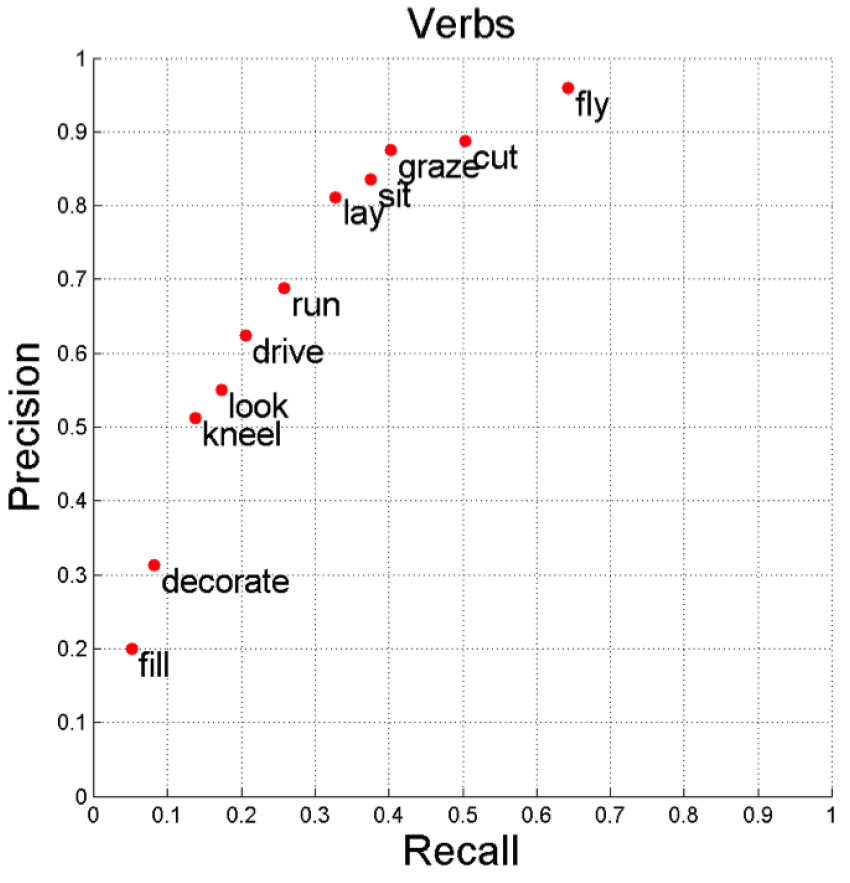 Verbs
1
0.9
0.8
0.7
0.6
0.5
0.4
0.3
0.2
0.1
0
Precision
fly
cut
graze
sit
lay
run
drive
look
kneel
decorate
fill
0 0.1 0.2 0.3 0.4 0.5 0.6 0.7 0.8 0.9 1
Recall